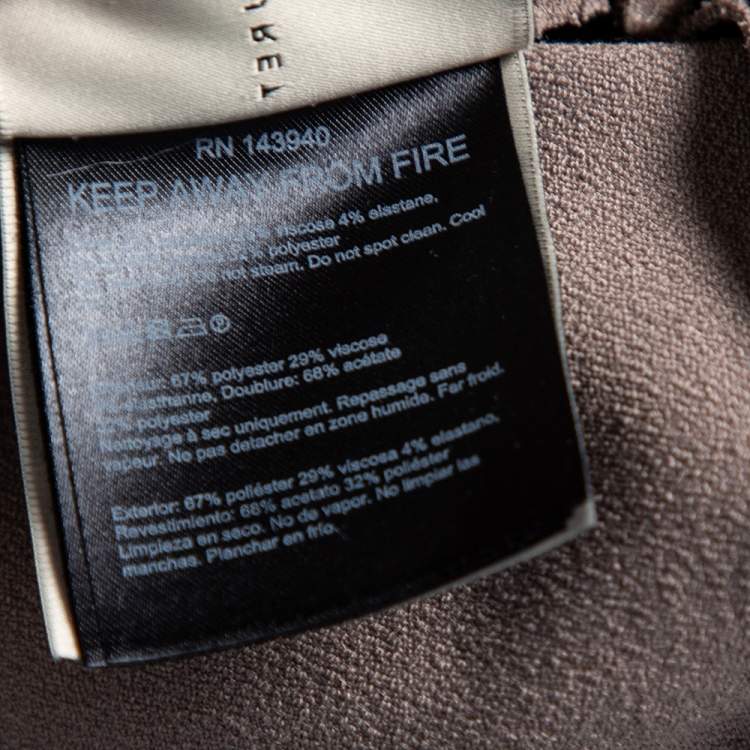 RN 143940
KEEP AWAY FROM FIRE
viscose 4% elastane,
polyester
not steam. Do not spot clean. Cool
67% polyester 29% viscose
Doublure: 68% acétate
polyester
Nettoyage à sec uniquement. Repassage sans
vapeur. Ne pas detacher en zone humide. Fer froid.
Exterior: 67% poliéster 29% viscosa 4% elastano,
Revestimiento: 68% acetato 32% poliéster
Limpieza en seco. No de vapor. No limpiar las
manchas. Planchar en frío.